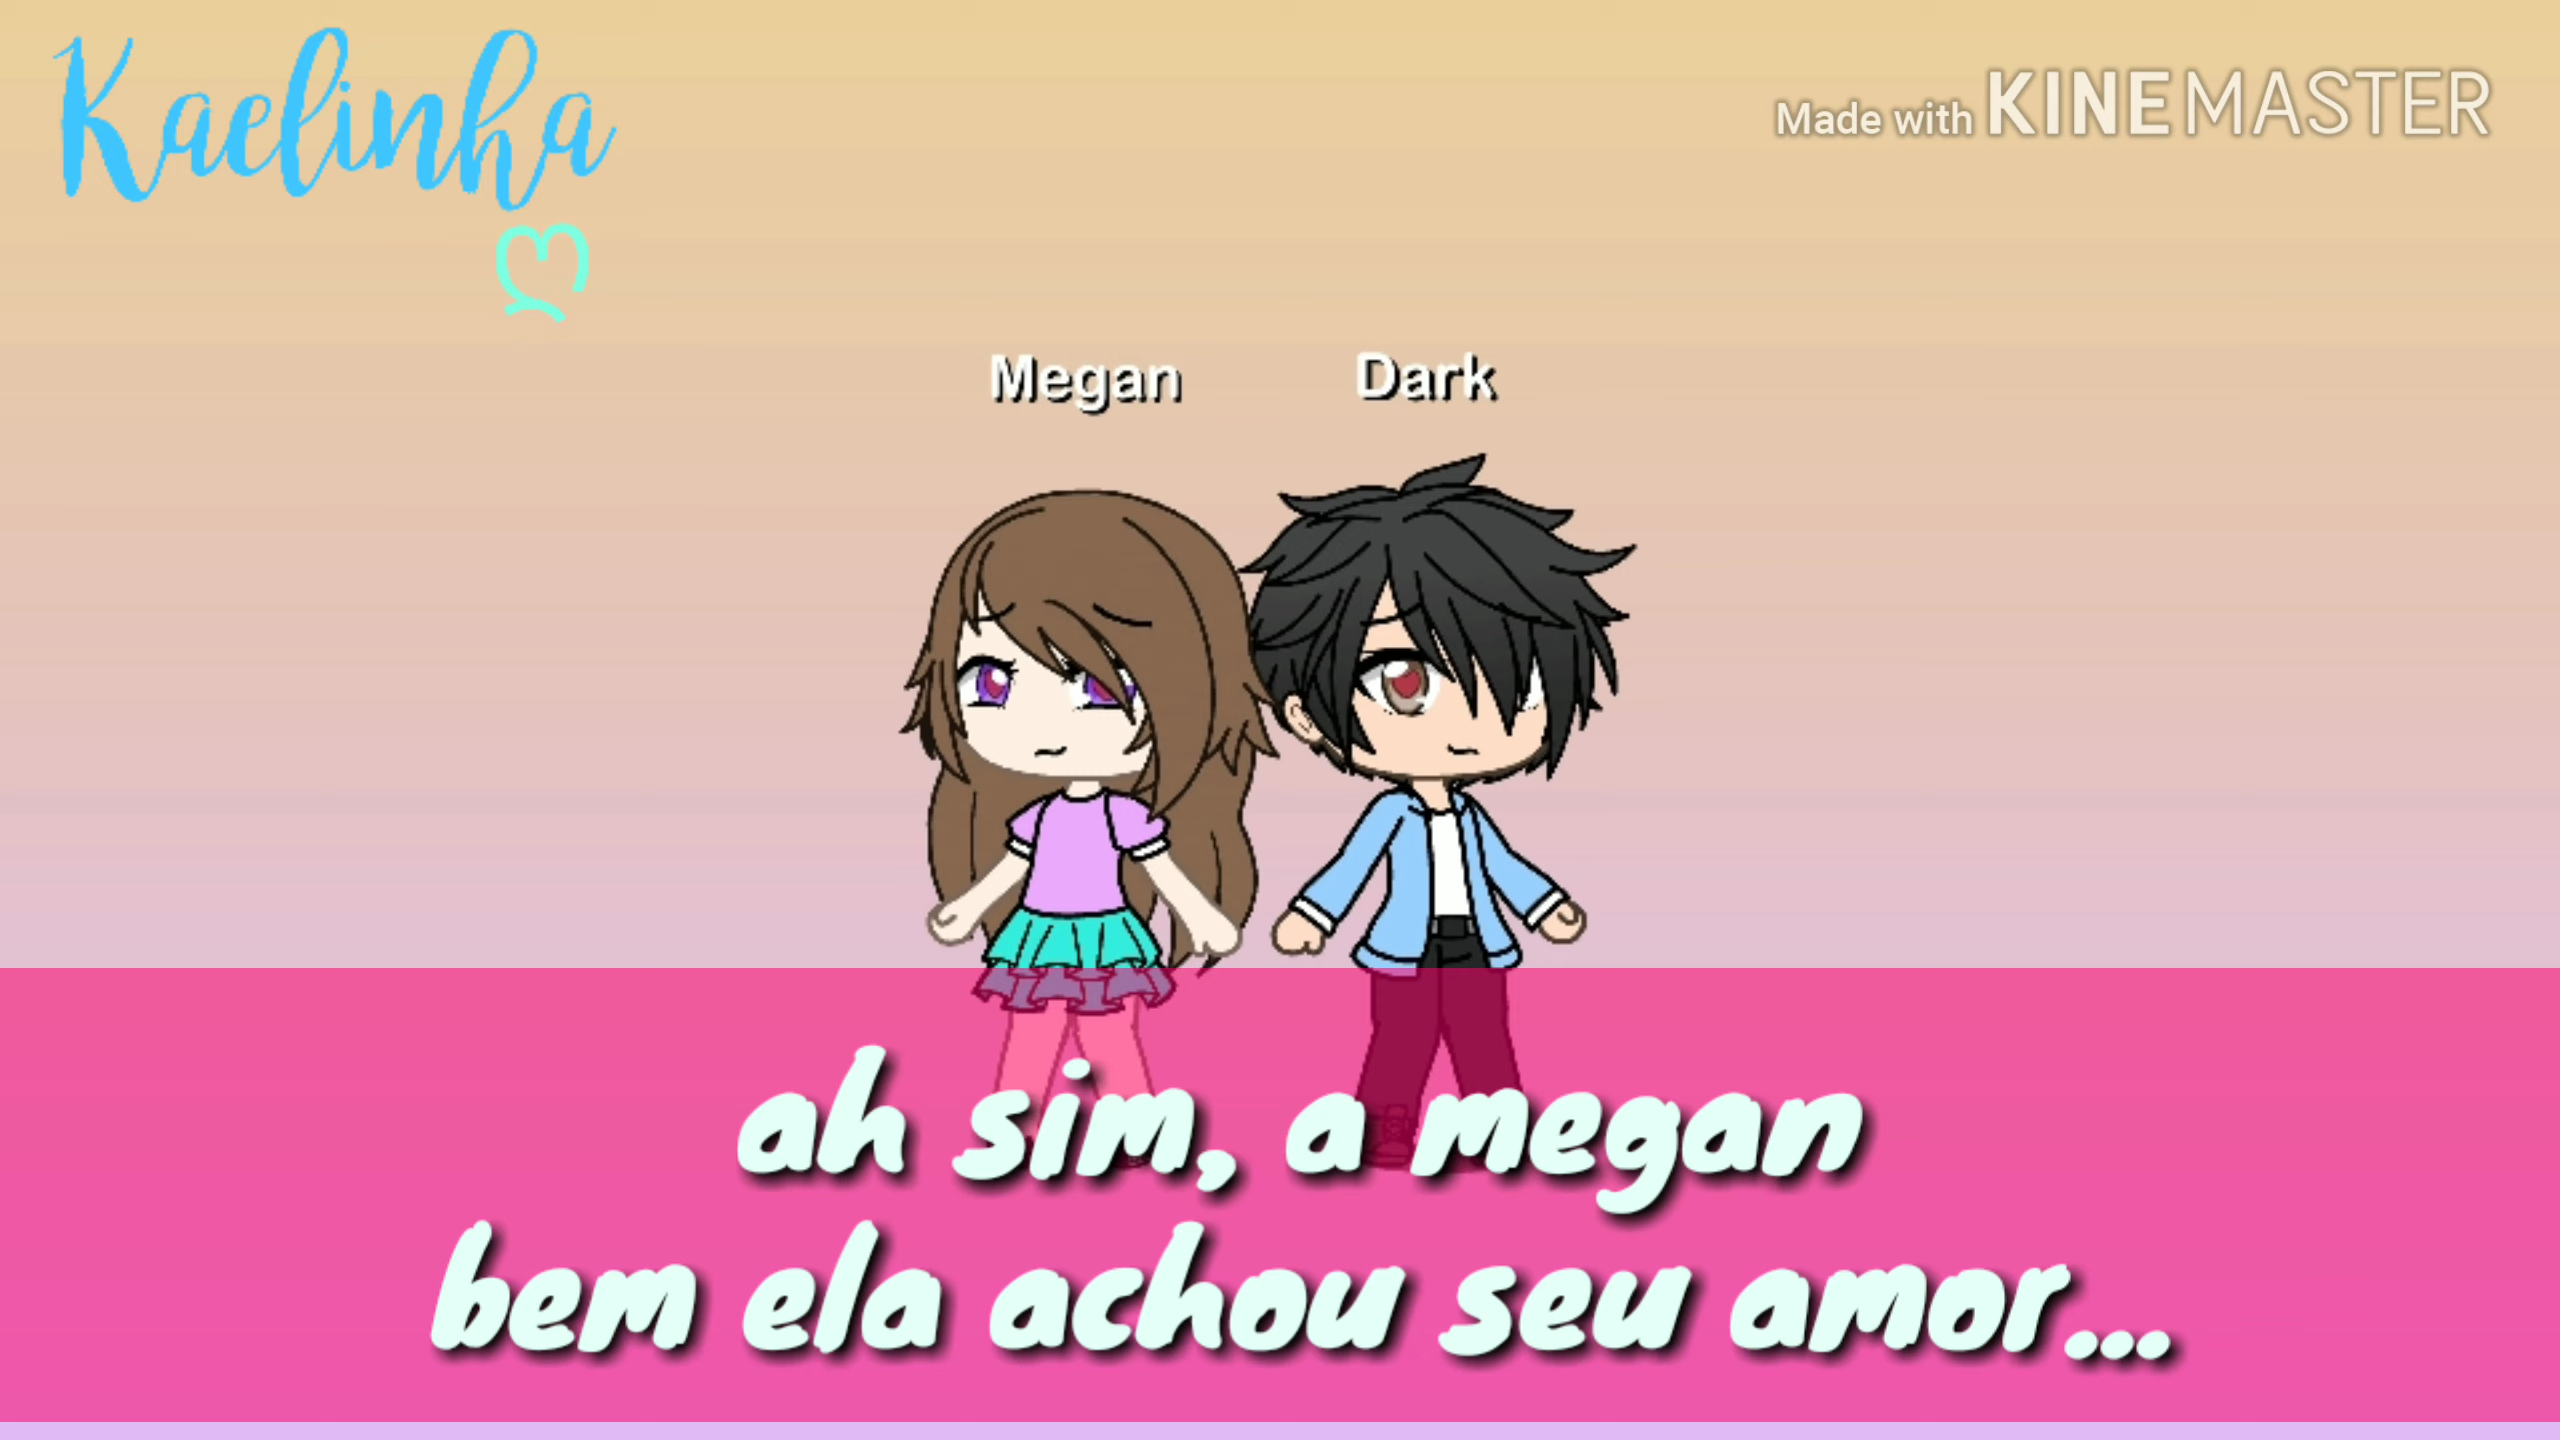 Kaelinha
ღ
Made with KINEMASTER
Megan Dark
ah sim, a megan
bem ela achou seu amor...